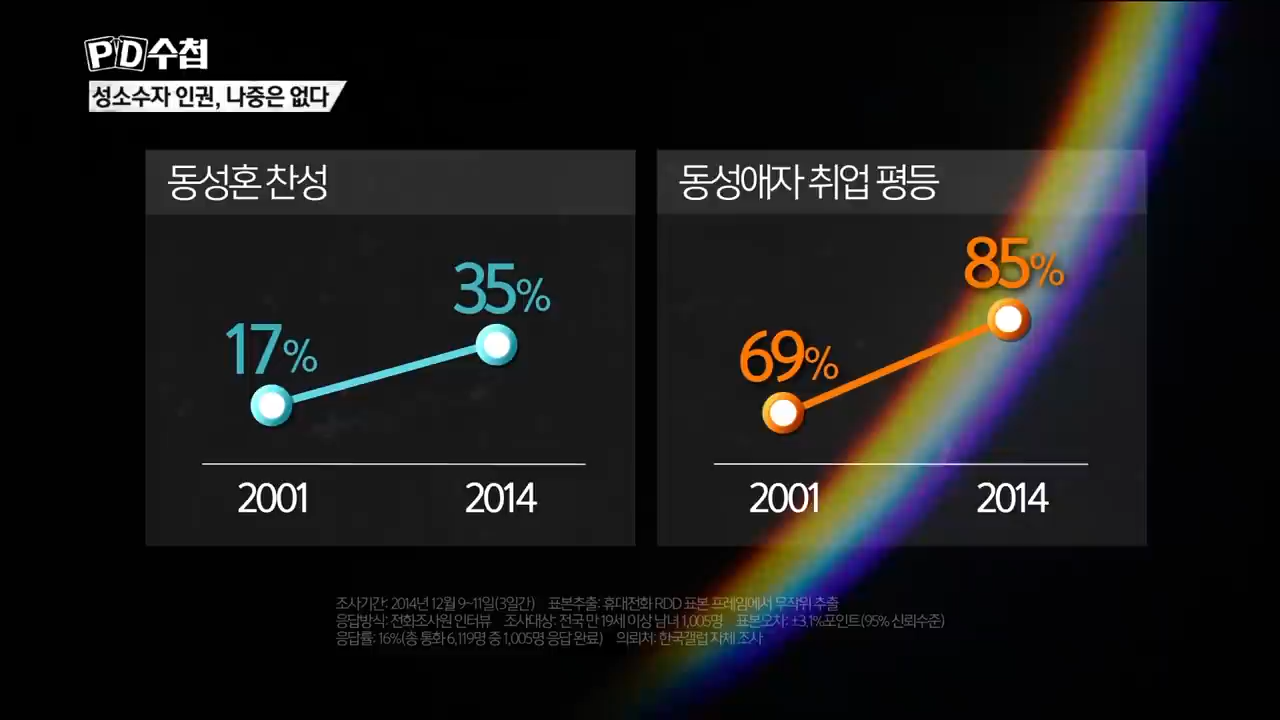 PD수첩
성소수자 인권, 나중은 없다
동성혼 찬성
17%
35%
2001
2014
동성애자 취업 평등
69%
85%
2001
2014
조사기간: 2014년 12월 9~11일(3일간) 표본추출: 휴대전화 RDD 표본 프레임에서 무작위 추출
응답방식: 전화조사원 인터뷰 조사대상: 전국 만 19세 이상 남녀 1,005명 표본오차: ±3.1%포인트(95% 신뢰수준)
응답률: 16%(총 통화 6,119명 중 1,005명 응답 완료) 의뢰처: 한국갤럽 자체 조사